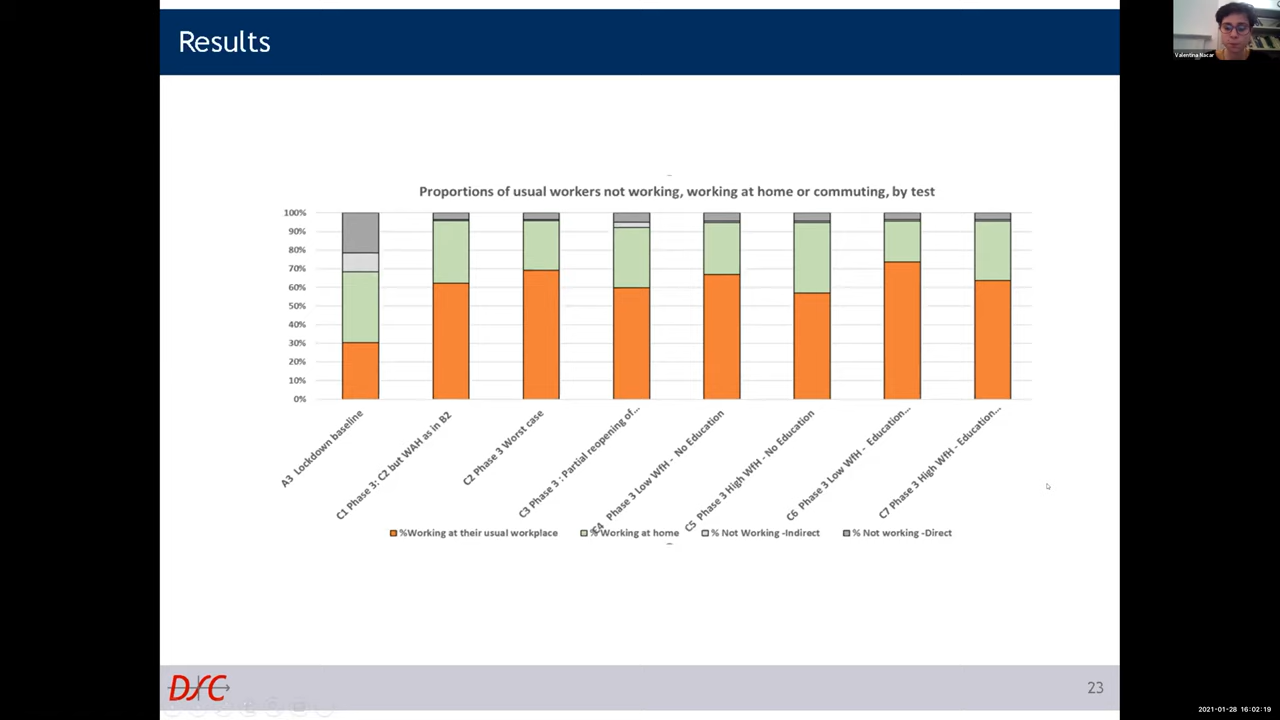 Results
Valentina Nacar
Proportions of usual workers not working, working at home or commuting, by test
100%
90%
80%
70%
60%
50%
40%
30%
20%
10%
0%
A3 Lockdown baseline
C1 Phase 3: C2 but WAH as in B2
C2 Phase 3 Worst case
C3 Phase 3 : Partial reopening of...
C4 Phase 3 Low WfH - No Education
C5 Phase 3 High WfH - No Education
C6 Phase 3 Low WfH - Education...
C7 Phase 3 High WfH - Education...
%Working at their usual workplace
% Working at home
% Not Working -Indirect
% Not working -Direct
DSC
23
2021-01-28 16:02:19